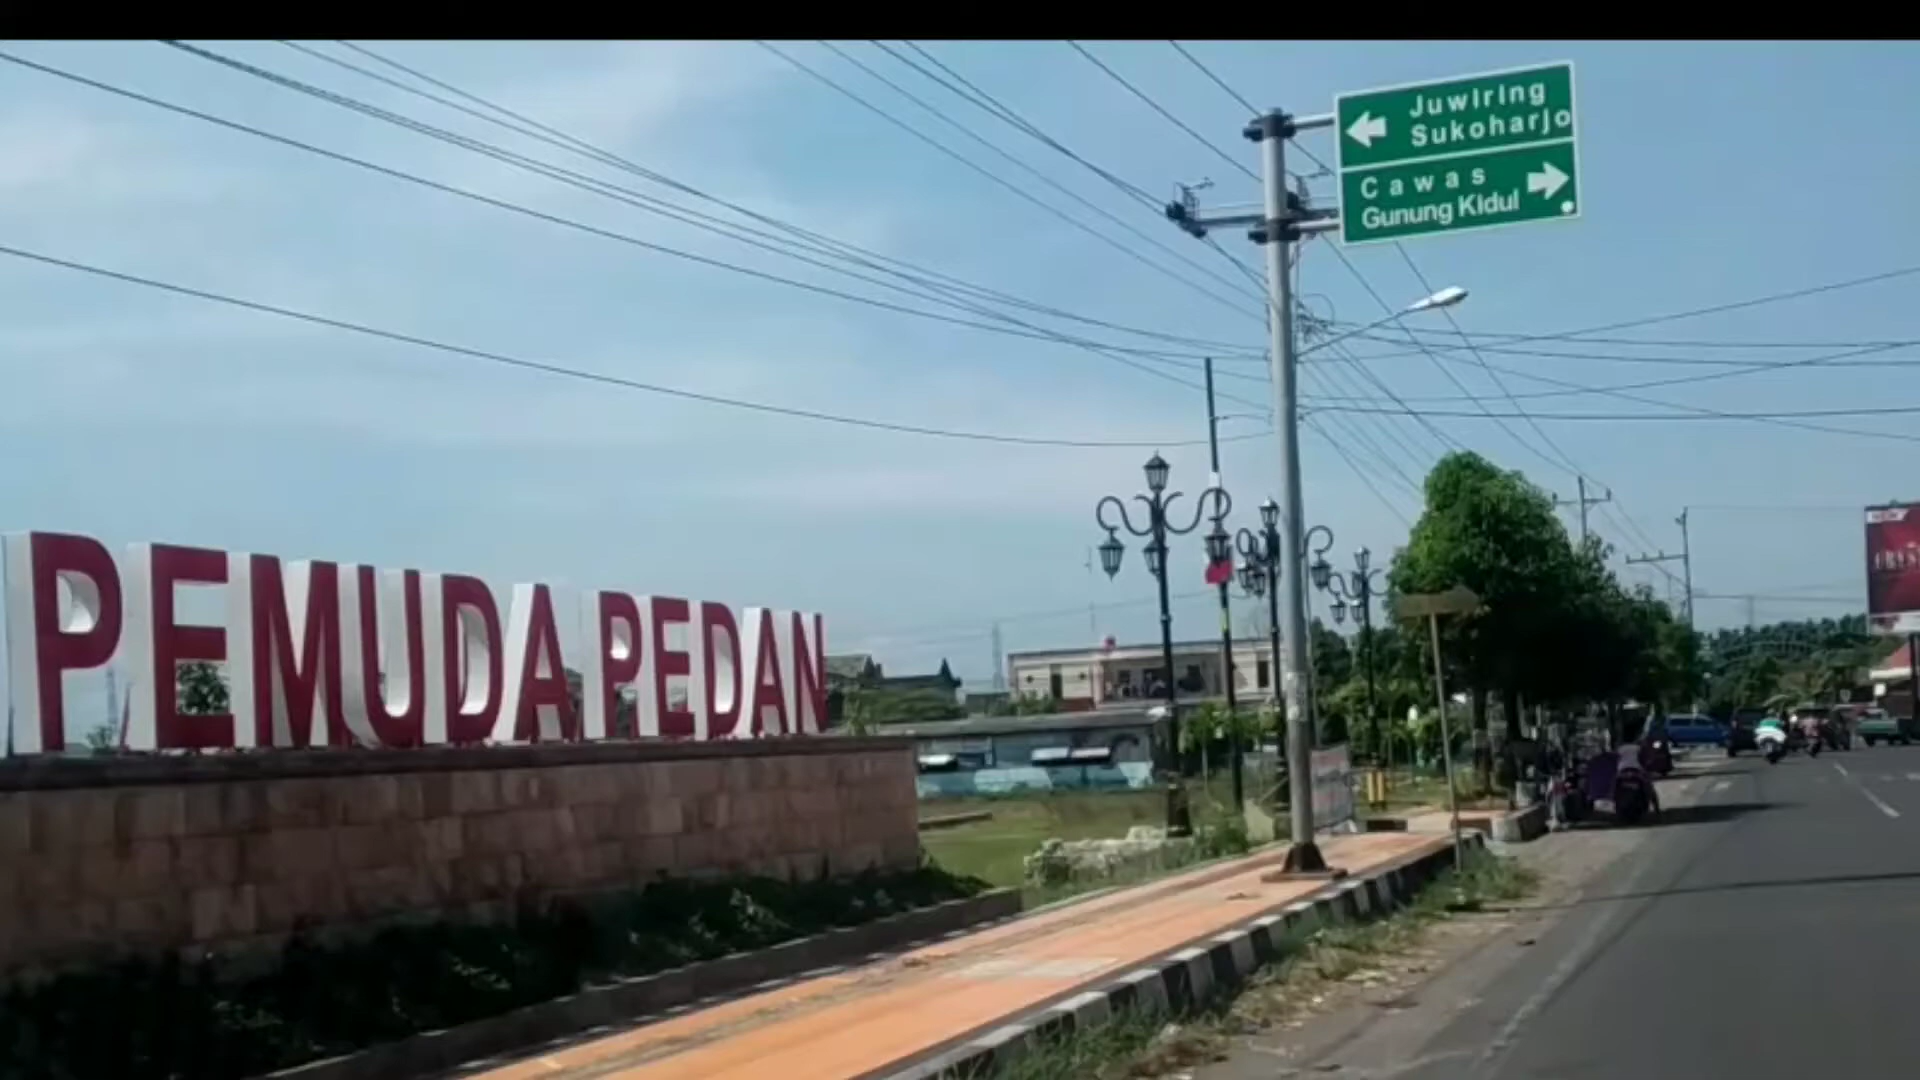 PEMUDA PEDAN
Juwiring
Sukoharjo
Cawas
Gunung Kidul